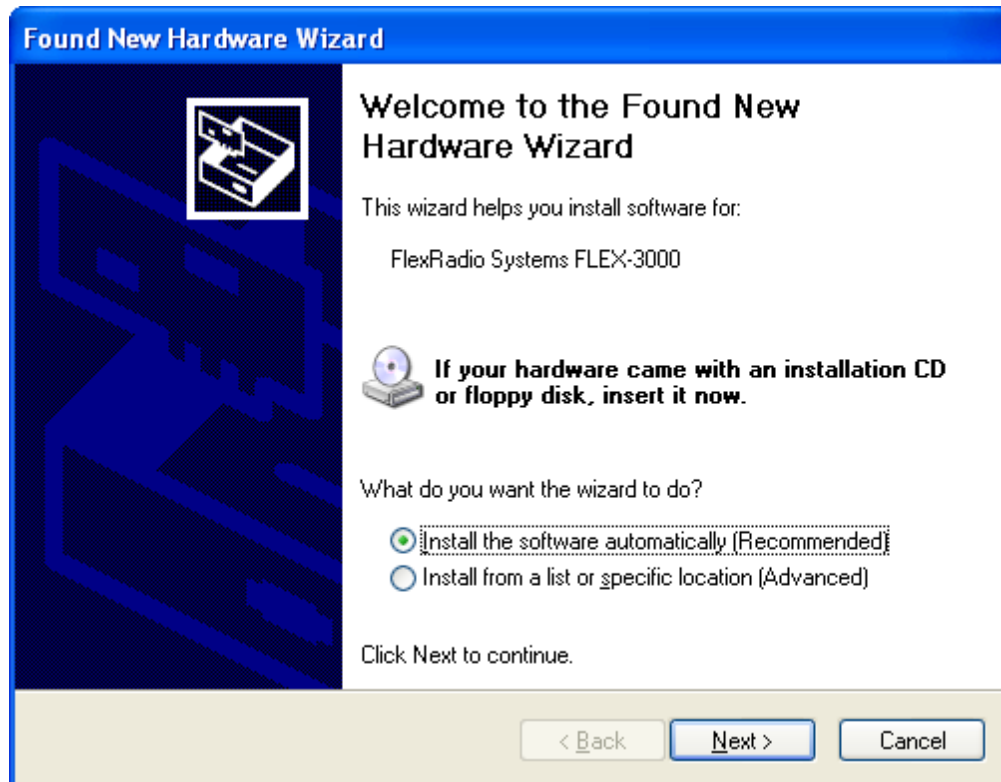 Found New Hardware Wizard
Welcome to the Found New
Hardware Wizard
This wizard helps you install software for:
FlexRadio Systems FLEX-3000
If your hardware came with an installation CD
or floppy disk, insert it now.
What do you want the wizard to do?
Install the software automatically (Recommended)
Install from a list or specific location (Advanced)
Click Next to continue.
< Back
Next >
Cancel